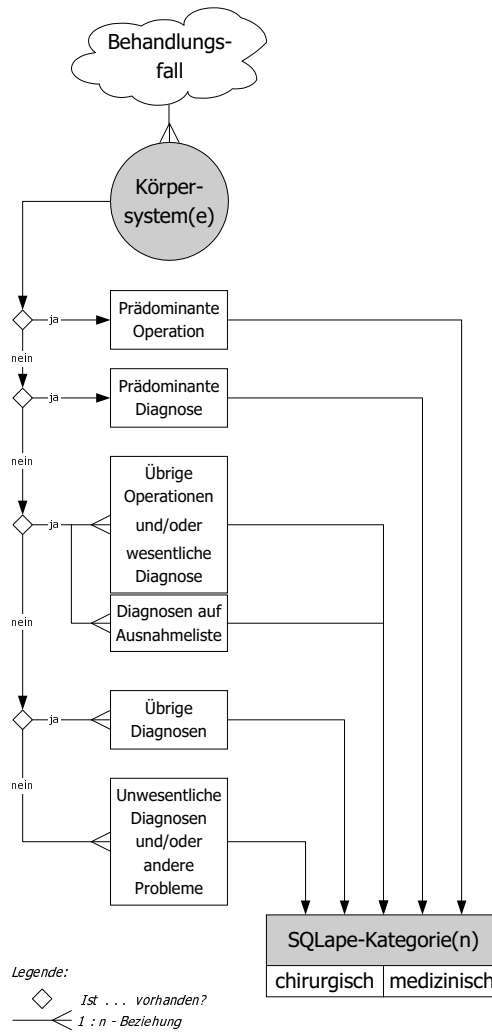 Behandlungs-
fall
Körper-
system(e)
ja
Prädominante
Operation
nein
ja
Prädominante
Diagnose
nein
ja
Übrige
Operationen
und/oder
wesentliche
Diagnose
Diagnosen auf
Ausnahmeliste
nein
ja
Übrige
Diagnosen
nein
Unwesentliche
Diagnosen
und/oder
andere
Probleme
SQLape-Kategorie(n)
chirurgisch
medizinisch
Legende:
Ist ... vorhanden?
1 : n - Beziehung